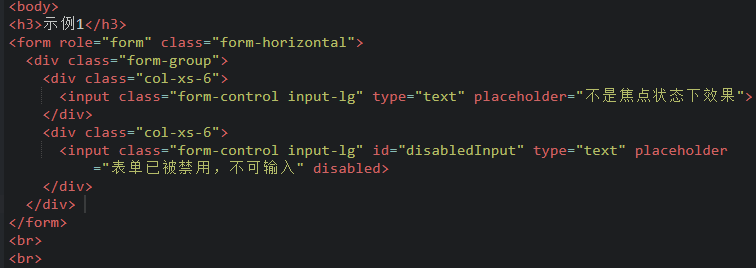 <body>
<h3>示例1</h3>
<form role="form" class="form-horizontal">
<div class="form-group">
<div class="col-xs-6">
<input class="form-control input-lg" type="text" placeholder="不是焦点状态下效果">
</div>
<div class="col-xs-6">
<input class="form-control input-lg" id="disabledInput" type="text" placeholder
="表单已被禁用，不可输入" disabled>
</div>
</div>
</form>
<br>
<br>